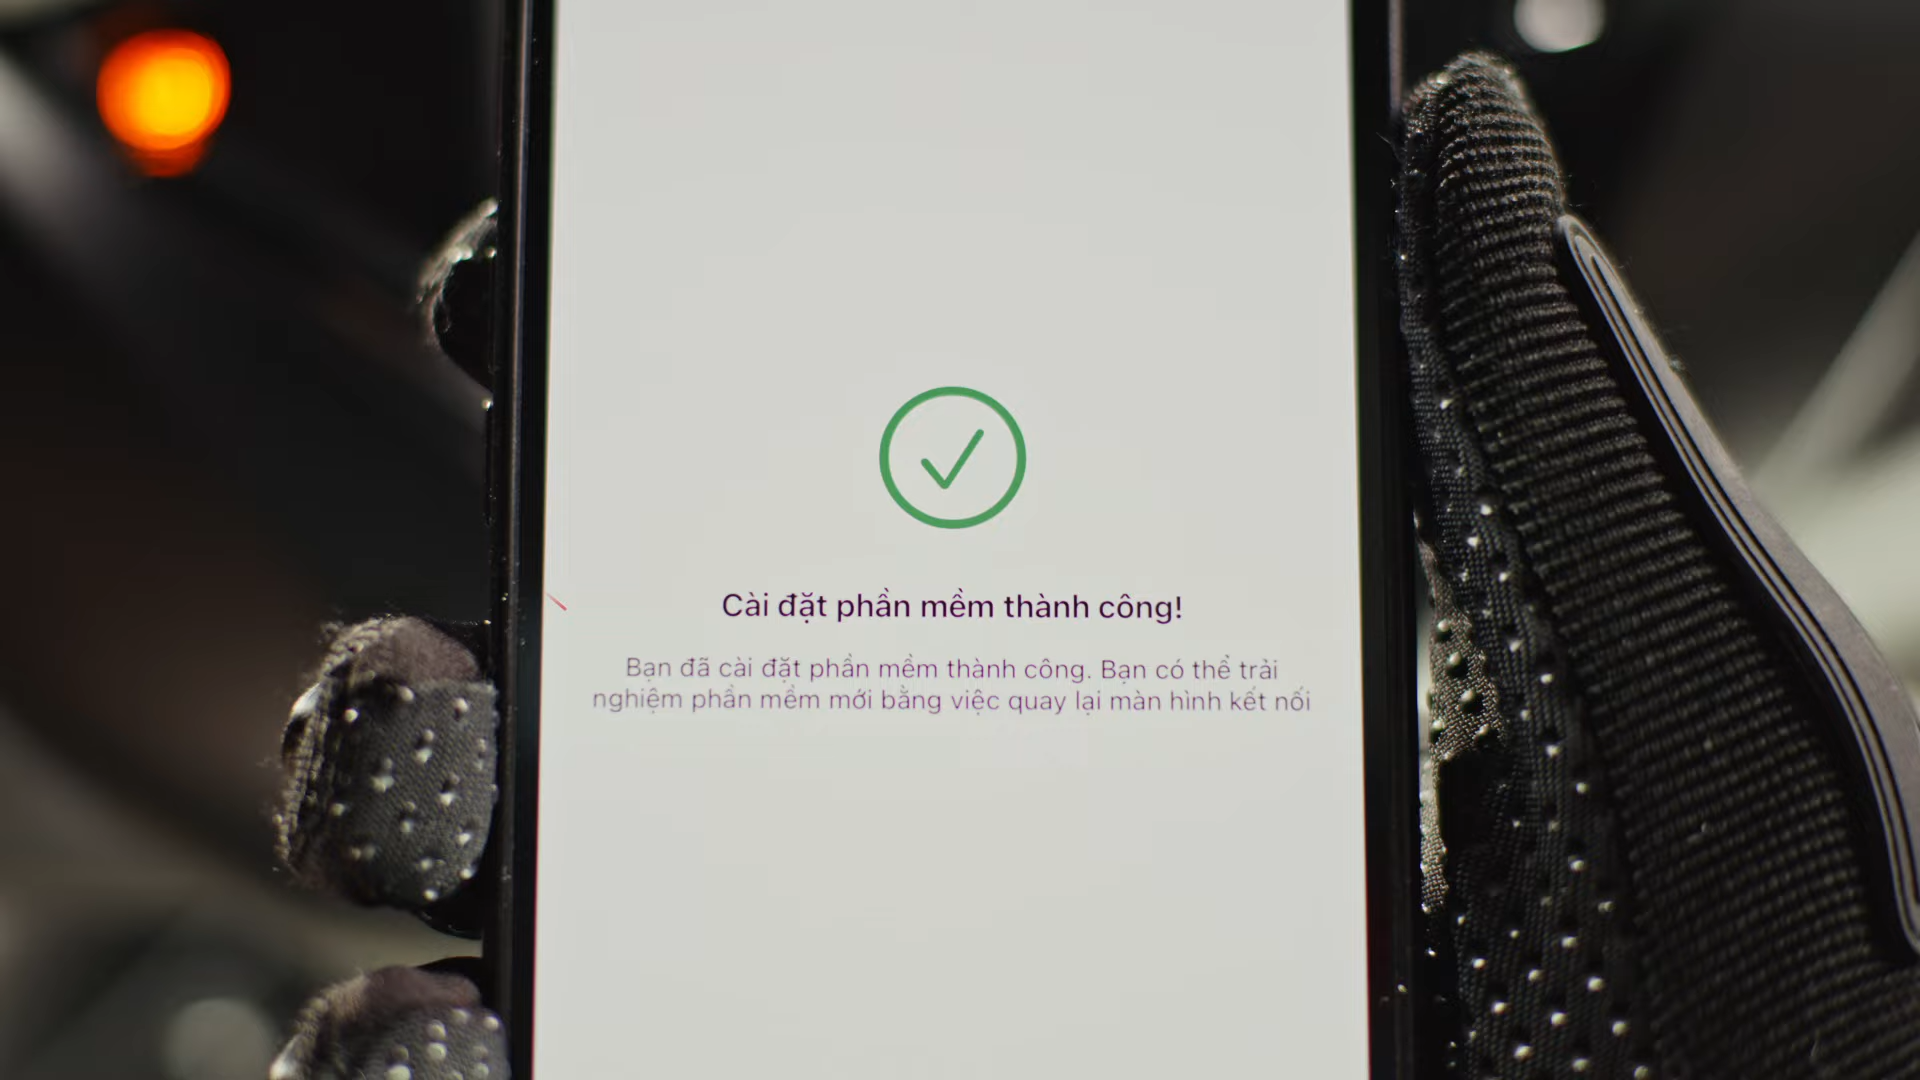 Cài đặt phần mềm thành công!
Bạn đã cài đặt phần mềm thành công. Bạn có thể trải
nghiệm phần mềm mới bằng việc quay lại màn hình kết nối